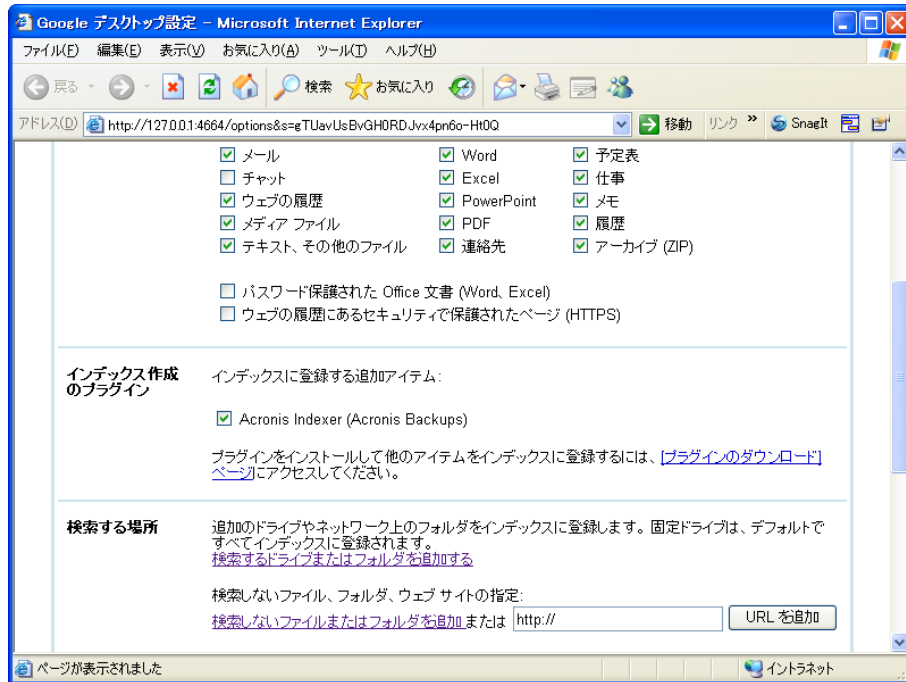 Google デスクトップ設定 - Microsoft Internet Explorer
ファイル(F) 編集(E) 表示(V) お気に入り(A) ツール(T) ヘルプ(H)
戻る 検索 お気に入り
アドレス(D) http://127.0.0.1:4664/options&s=gTUavUsBvGH0RDJvx4pn6o-Ht0Q 移動 リンク » SnagIt
メール Word 予定表
チャット Excel 仕事
ウェブの履歴 PowerPoint メモ
メディア ファイル PDF 履歴
テキスト、その他のファイル 連絡先 アーカイブ (ZIP)
パスワード保護された Office 文書 (Word、Excel)
ウェブの履歴にあるセキュリティで保護されたページ (HTTPS)
インデックス作成のプラグイン インデックスに登録する追加アイテム:
Acronis Indexer (Acronis Backups)
プラグインをインストールして他のアイテムをインデックスに登録するには、[プラグインのダウンロード]
ページにアクセスしてください。
検索する場所 追加のドライブやネットワーク上のフォルダをインデックスに登録します。固定ドライブは、デフォルトで
すべてインデックスに登録されます。
検索するドライブまたはフォルダを追加する
検索しないファイル、フォルダ、ウェブ サイトの指定:
検索しないファイルまたはフォルダを追加 または http:// URL を追加
ページが表示されました イントラネット